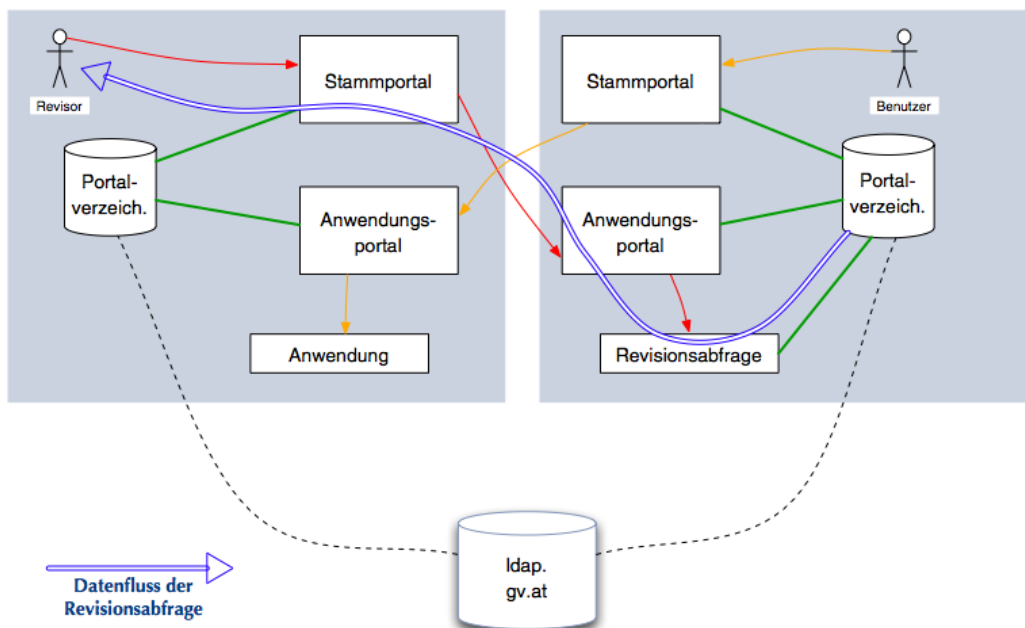 Revisor
Stammportal
Portal-
verzeich.
Anwendungs-
portal
Anwendung
Stammportal
Benutzer
Portal-
verzeich.
Anwendungs-
portal
Revisionsabfrage
ldap.
gv.at
Datenfluss der
Revisionsabfrage